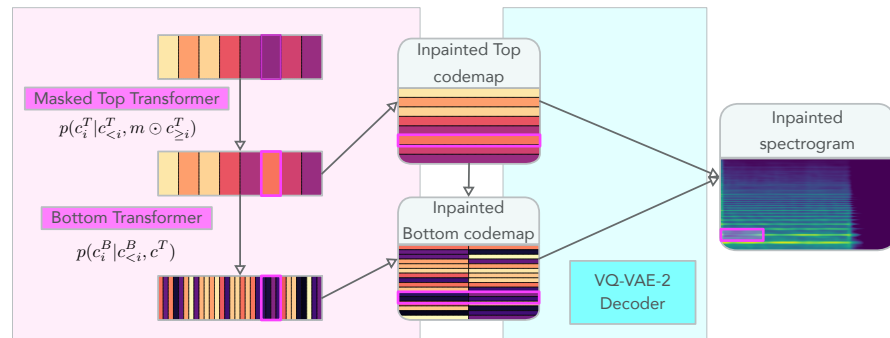 Inpainted Top
codemap
Masked Top Transformer
p(c_i^T|c_{<i}^T, m ⊙ c_{≥i}^T)
Inpainted
spectrogram
Bottom Transformer
p(c_i^B|c_{<i}^B, c^T)
Inpainted
Bottom codemap
VQ-VAE-2
Decoder